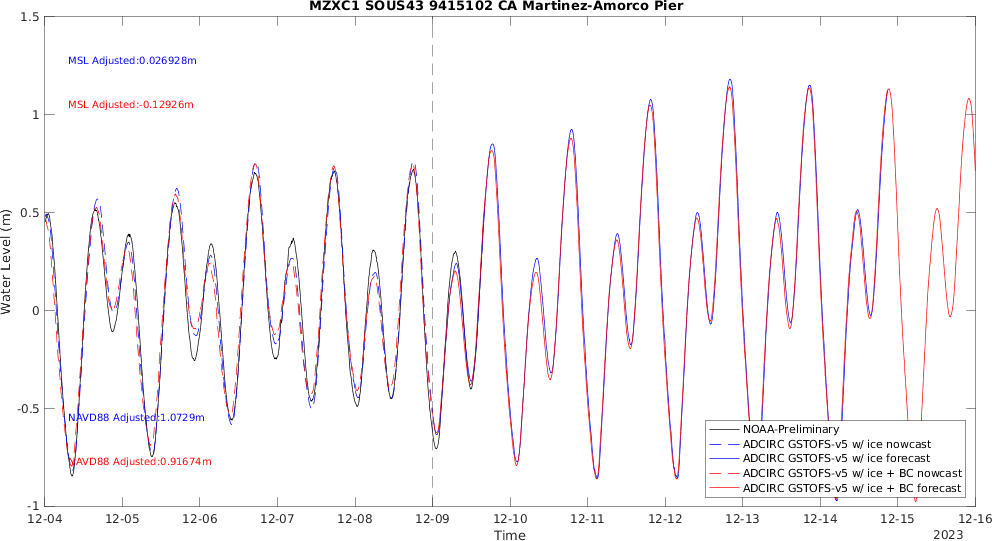 MZXC1 SOUS43 9415102 CA Martinez-Amorco Pier
1.5
MSL Adjusted:0.026928m
MSL Adjusted:-0.12926m
1
0.5
Water Level (m)
0
-0.5
NAVD88 Adjusted:1.0729m
NAVD88 Adjusted:0.91674m
-1
NOAA-Preliminary
ADCIRC GSTOFS-v5 w/ ice nowcast
ADCIRC GSTOFS-v5 w/ ice forecast
ADCIRC GSTOFS-v5 w/ ice + BC nowcast
ADCIRC GSTOFS-v5 w/ ice + BC forecast
12-04 12-05 12-06 12-07 12-08 12-09 12-10 12-11 12-12 12-13 12-14 12-15 12-16
Time
2023